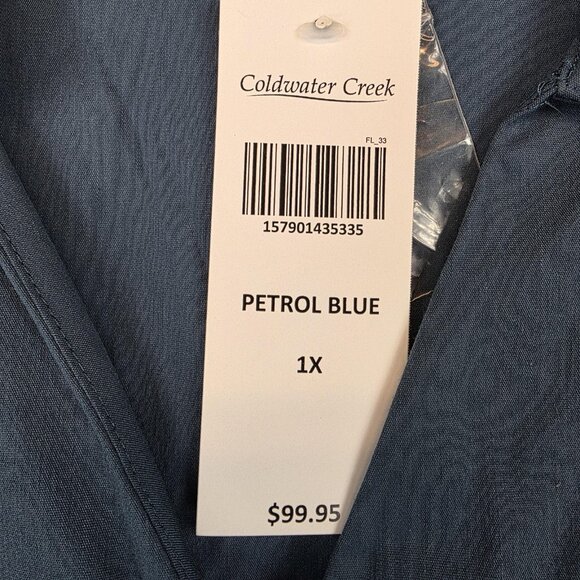 Coldwater Creek
FL_33
157901435335
PETROL BLUE
1X
$99.95